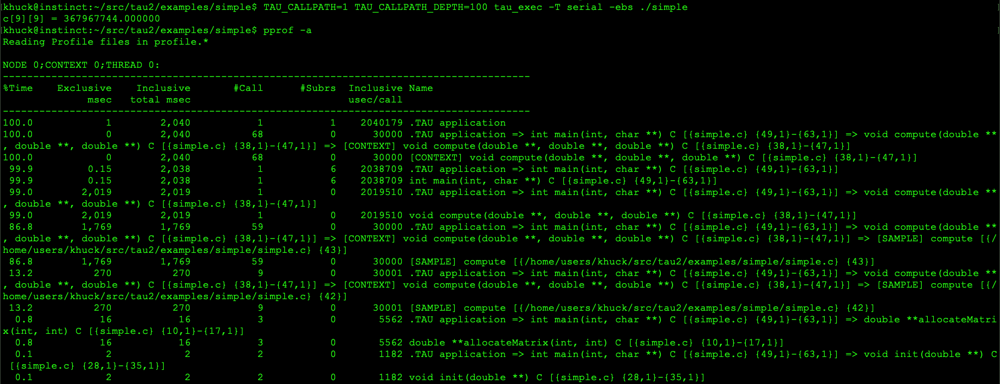 [khuck@instinct:~/src/tau2/examples/simple$ TAU_CALLPATH=1 TAU_CALLPATH_DEPTH=100 tau_exec -T serial -ebs ./simple ]
c[9][9] = 367967744.000000
[khuck@instinct:~/src/tau2/examples/simple$ pprof -a ]
Reading Profile files in profile.*
NODE 0;CONTEXT 0;THREAD 0:
---------------------------------------------------------------------------------------
%Time    Exclusive    Inclusive       #Call      #Subrs  Inclusive Name
              msec   total msec                          usec/call
---------------------------------------------------------------------------------------
100.0            1        2,040           1           1    2040179 .TAU application
100.0            0        2,040          68           0      30000 .TAU application => int main(int, char **) C [{simple.c} {49,1}-{63,1}] => void compute(double **
, double **, double **) C [{simple.c} {38,1}-{47,1}] => [CONTEXT] void compute(double **, double **, double **) C [{simple.c} {38,1}-{47,1}]
100.0            0        2,040          68           0      30000 [CONTEXT] void compute(double **, double **, double **) C [{simple.c} {38,1}-{47,1}]
 99.9         0.15        2,038           1           6    2038709 .TAU application => int main(int, char **) C [{simple.c} {49,1}-{63,1}]
 99.9         0.15        2,038           1           6    2038709 int main(int, char **) C [{simple.c} {49,1}-{63,1}]
 99.0        2,019        2,019           1           0    2019510 .TAU application => int main(int, char **) C [{simple.c} {49,1}-{63,1}] => void compute(double **
, double **, double **) C [{simple.c} {38,1}-{47,1}]
 99.0        2,019        2,019           1           0    2019510 void compute(double **, double **, double **) C [{simple.c} {38,1}-{47,1}]
 86.8        1,769        1,769          59           0      30000 .TAU application => int main(int, char **) C [{simple.c} {49,1}-{63,1}] => void compute(double **
, double **, double **) C [{simple.c} {38,1}-{47,1}] => [CONTEXT] void compute(double **, double **, double **) C [{simple.c} {38,1}-{47,1}] => [SAMPLE] compute [{/
home/users/khuck/src/tau2/examples/simple/simple.c} {43}]
 86.8        1,769        1,769          59           0      30000 [SAMPLE] compute [{/home/users/khuck/src/tau2/examples/simple/simple.c} {43}]
 13.2          270          270           9           0      30001 .TAU application => int main(int, char **) C [{simple.c} {49,1}-{63,1}] => void compute(double **
, double **, double **) C [{simple.c} {38,1}-{47,1}] => [CONTEXT] void compute(double **, double **, double **) C [{simple.c} {38,1}-{47,1}] => [SAMPLE] compute [{/
home/users/khuck/src/tau2/examples/simple/simple.c} {42}]
 13.2          270          270           9           0      30001 [SAMPLE] compute [{/home/users/khuck/src/tau2/examples/simple/simple.c} {42}]
  0.8           16           16           3           0       5562 .TAU application => int main(int, char **) C [{simple.c} {49,1}-{63,1}] => double **allocateMatri
x(int, int) C [{simple.c} {10,1}-{17,1}]
  0.8           16           16           3           0       5562 double **allocateMatrix(int, int) C [{simple.c} {10,1}-{17,1}]
  0.1            2            2           2           0       1182 .TAU application => int main(int, char **) C [{simple.c} {49,1}-{63,1}] => void init(double **) C
 [{simple.c} {28,1}-{35,1}]
  0.1            2            2           2           0       1182 void init(double **) C [{simple.c} {28,1}-{35,1}]